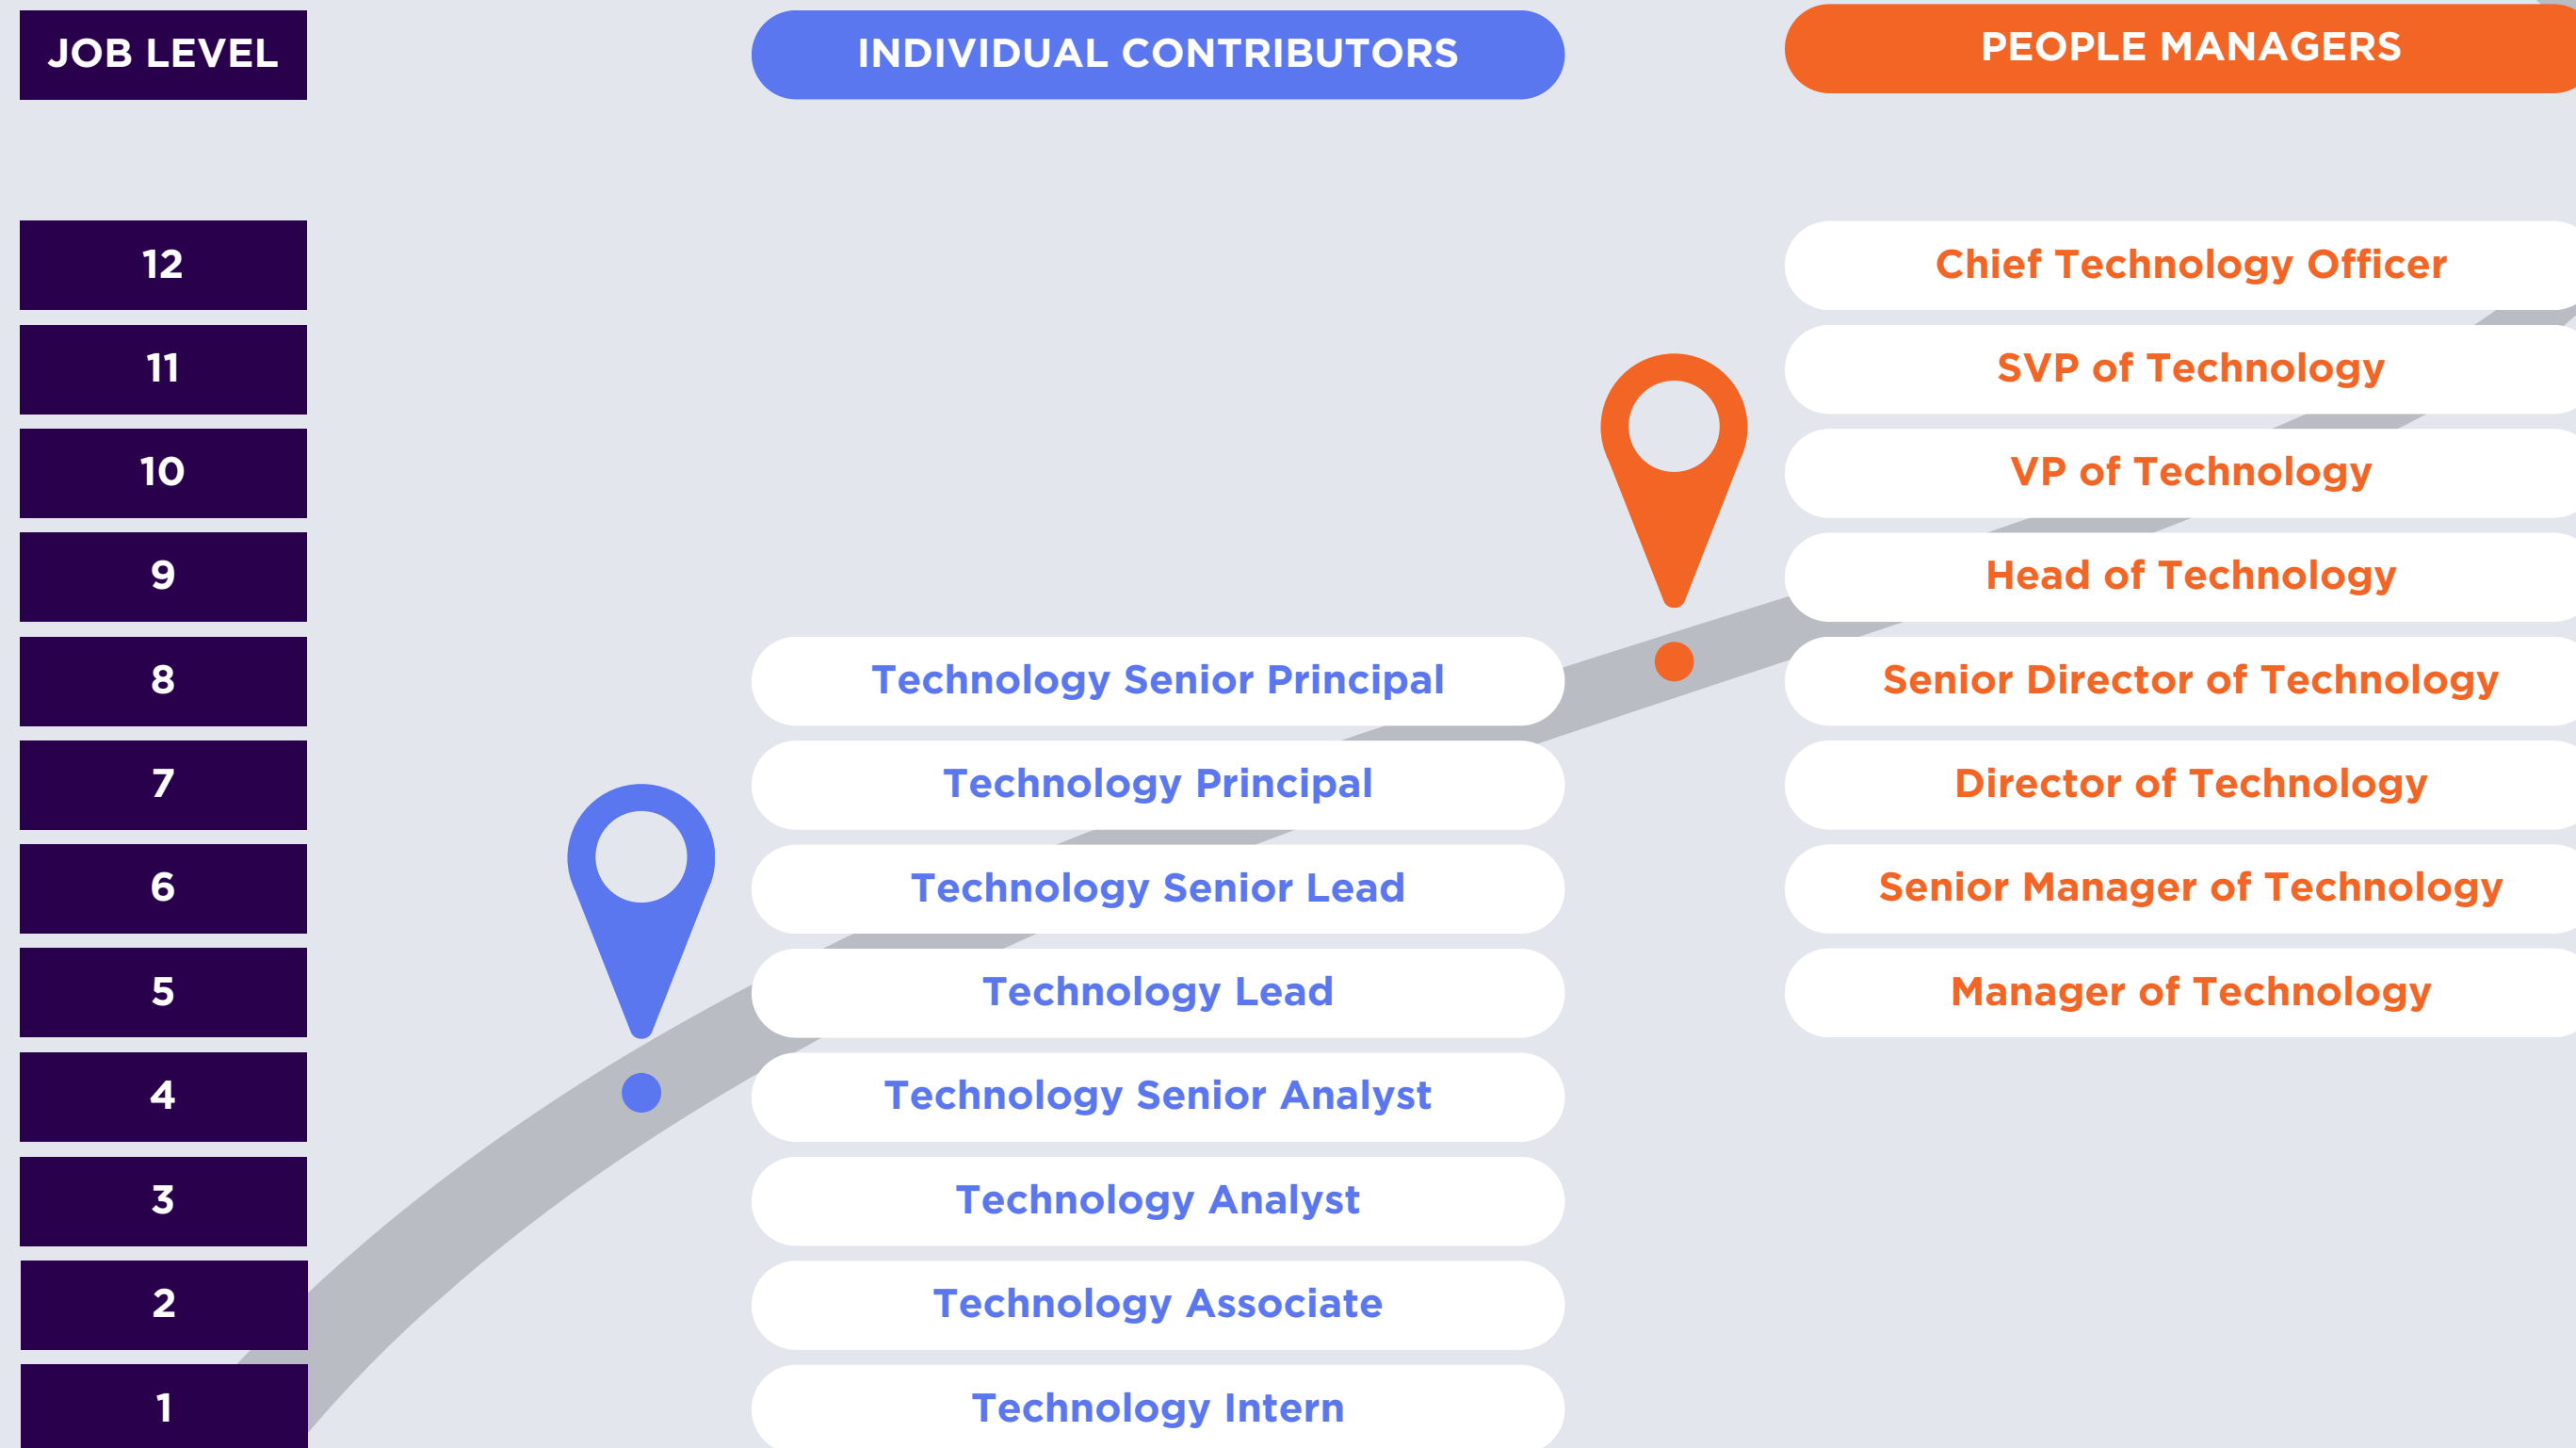 JOB LEVEL INDIVIDUAL CONTRIBUTORS PEOPLE MANAGERS
12 Chief Technology Officer
11 SVP of Technology
10 VP of Technology
9 Head of Technology
8 Technology Senior Principal Senior Director of Technology
7 Technology Principal Director of Technology
6 Technology Senior Lead Senior Manager of Technology
5 Technology Lead Manager of Technology
4 Technology Senior Analyst
3 Technology Analyst
2 Technology Associate
1 Technology Intern